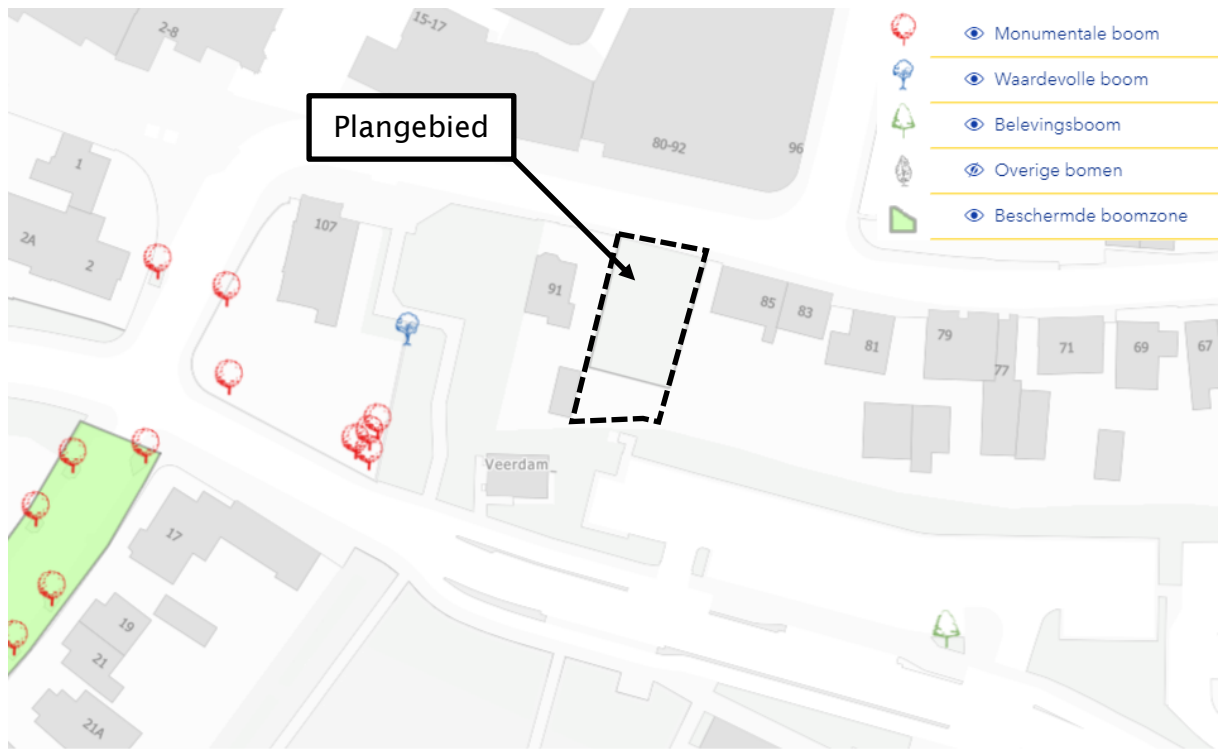 15-17
2-8
Monumentale boom
Waardevolle boom
Belevingsboom
Overige bomen
Beschermde boomzone
Plangebied
80-92
96
1
2A
2
107
91
85
83
81
79
77
71
69
67
Veerdam_
17
19
21
21A